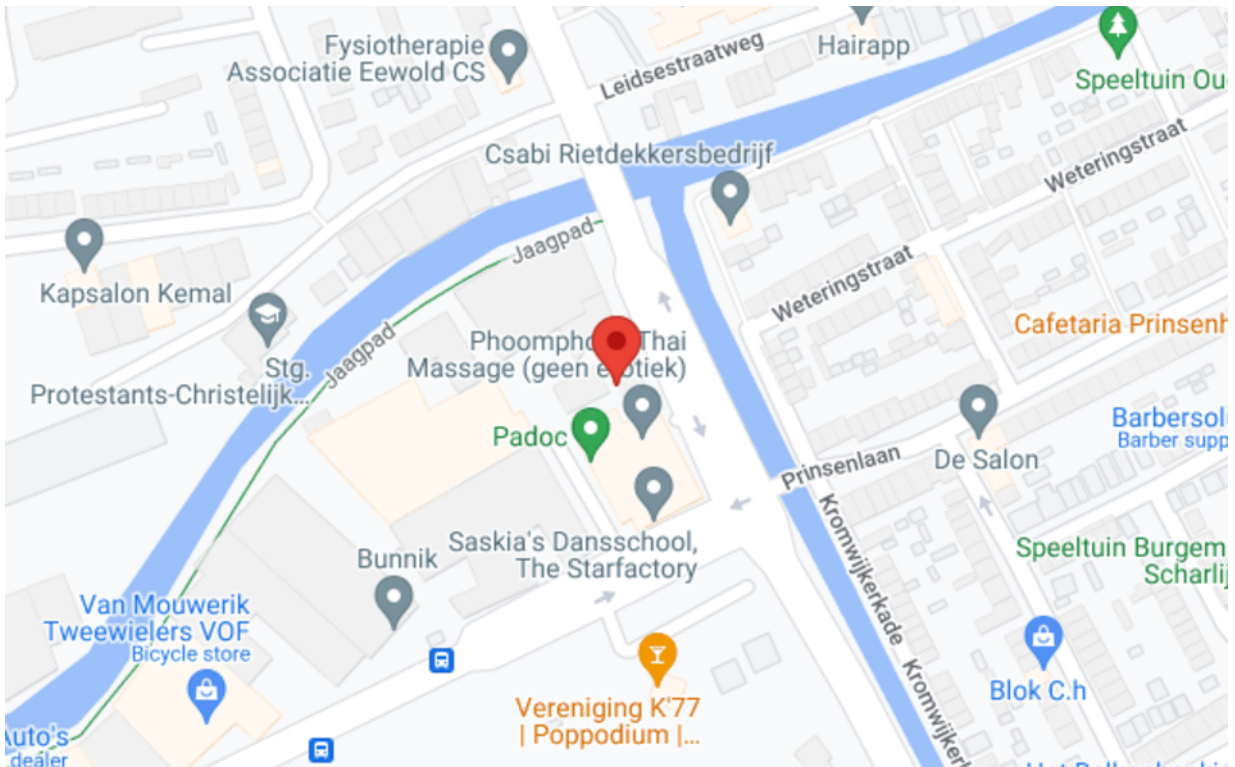 Fysiotherapie
Associatie Eewold CS
Leidsestraatweg
Hairapp
Speeltuin Ou
Csabi Rietdekkersbedrijf
Weteringstraat
Jaagpad
Weteringstraat
Kapsalon Kemal
Stg.
Protestants-Christelijk...
Jaagpad
Thai
Massage (geen
Cafetaria Prinsenh
Padoc
Barbersol
Barber supp
Prinsenlaan
De Salon
Kromwijkerkade
Saskia's Dansschool,
The Starfactory
Bunnik
Speeltuin Burgem
Scharlij
Van Mouwerik
Tweewielers VOF
Bicycle store
Blok C.h
Vereniging K'77
| Poppodium |...
Auto's
dealer